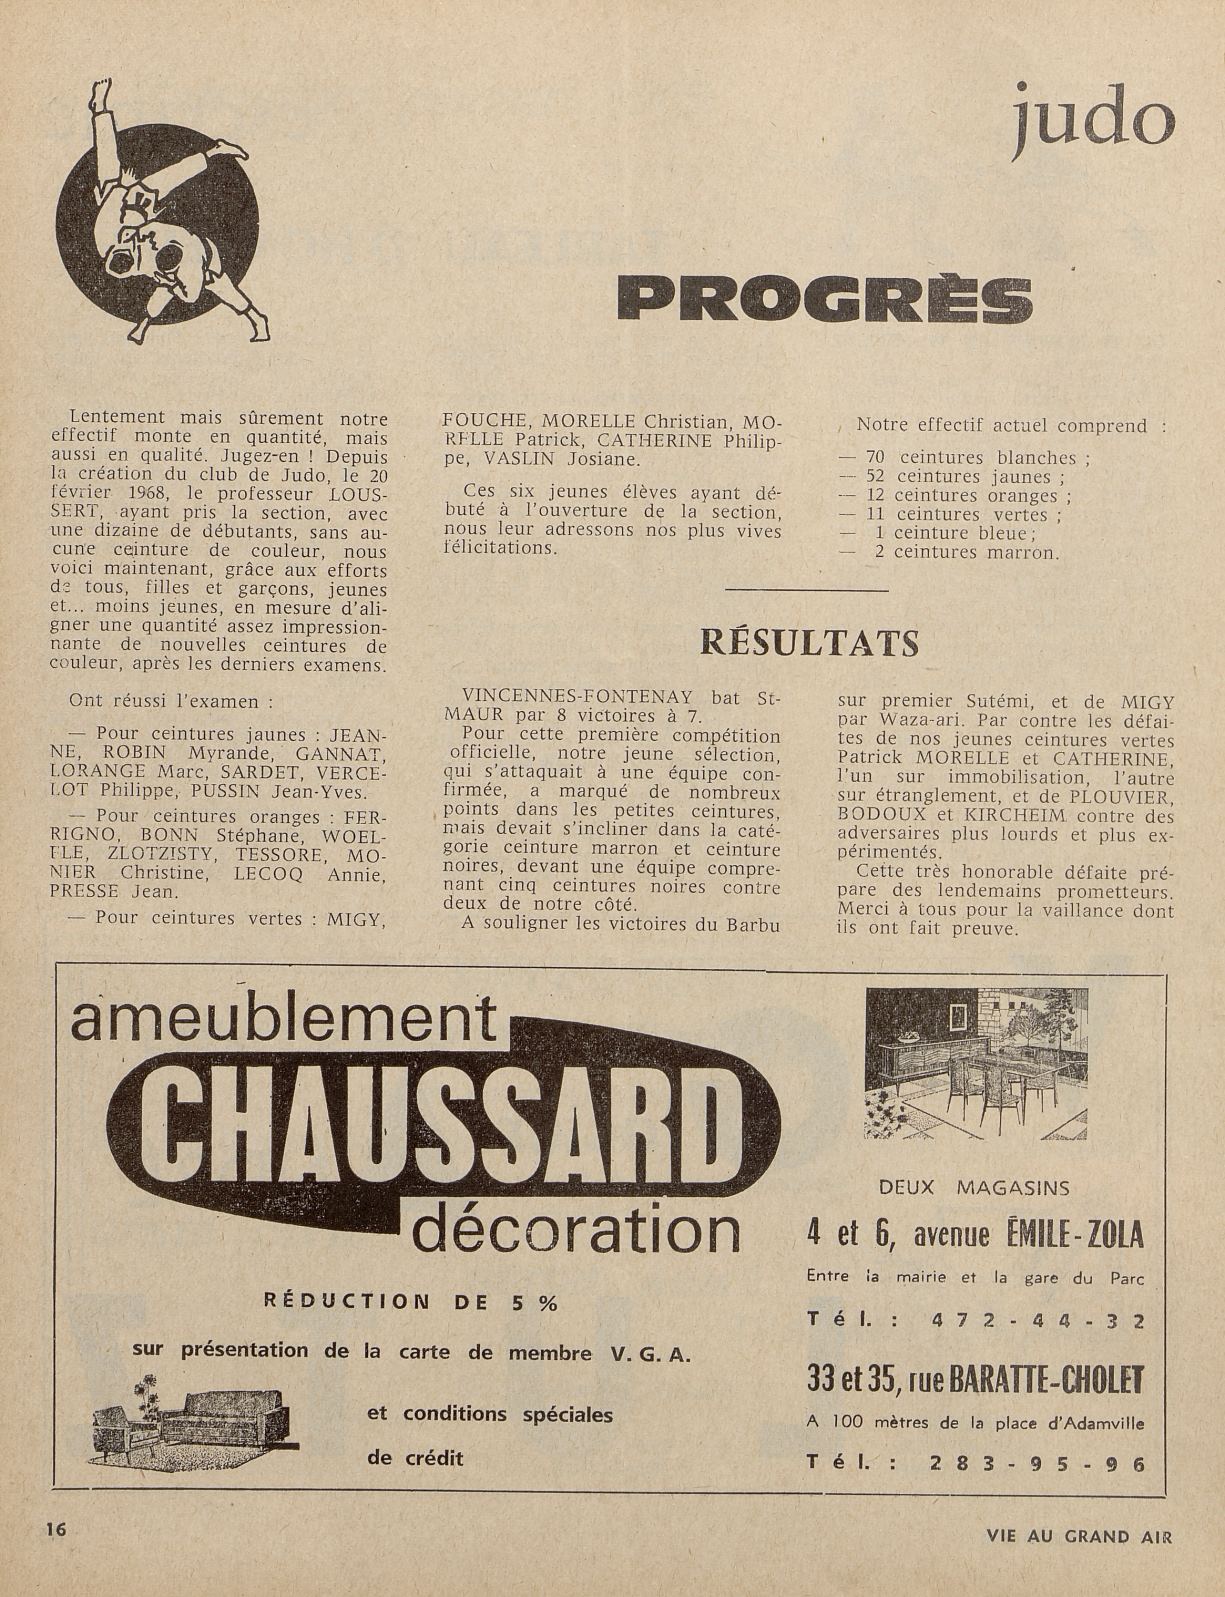 judo
PROGRÈS
Lentement mais sûrement notre
effectif monte en quantité, mais
aussi en qualité. Jugez-en ! Depuis
la création du club de Judo, le 20
février 1968, le professeur LOUS-
SERT, ayant pris la section, avec
une dizaine de débutants, sans au-
cune ceinture de couleur, nous
voici maintenant, grâce aux efforts
de tous, filles et garçons, jeunes
et... moins jeunes, en mesure d'ali-
gner une quantité assez impression-
nante de nouvelles ceintures de
couleur, après les derniers examens.
Ont réussi l'examen :
— Pour ceintures jaunes : JEAN-
NE, ROBIN Myrande, GANNAT,
LORANGE Marc, SARDET, VERCE-
LOT Philippe, PUSSIN Jean-Yves.
— Pour ceintures oranges : FER-
RIGNO, BONN Stéphane, WOEL-
FLE, ZLOTZISTY, TESSORE, MO-
NIER Christine, LECOQ Annie,
PRESSE Jean.
— Pour ceintures vertes : MIGY,
FOUCHE, MORELLE Christian, MO-
RELLE Patrick, CATHERINE Philip-
pe, VASLIN Josiane.
Ces six jeunes élèves ayant dé-
buté à l'ouverture de la section,
nous leur adressons nos plus vives
félicitations.
Notre effectif actuel comprend :
— 70 ceintures blanches ;
— 52 ceintures jaunes ;
— 12 ceintures oranges ;
— 11 ceintures vertes ;
— 1 ceinture bleue;
— 2 ceintures marron.
RÉSULTATS
VINCENNES-FONTENAY bat St-
MAUR par 8 victoires à 7.
Pour cette première compétition
officielle, notre jeune sélection,
qui s'attaquait à une équipe con-
firmée, a marqué de nombreux
points dans les petites ceintures,
mais devait s'incliner dans la caté-
gorie ceinture marron et ceinture
noires, devant une équipe compre-
nant cinq ceintures noires contre
deux de notre côté.
A souligner les victoires du Barbu
sur premier Sutémi, et de MIGY
par Waza-ari. Par contre les défai-
tes de nos jeunes ceintures vertes
Patrick MORELLE et CATHERINE,
l'un sur immobilisation, l'autre
sur étranglement, et de PLOUVIER,
BODOUX et KIRCHEIM contre des
adversaires plus lourds et plus ex-
périmentés.
Cette très honorable défaite pré-
pare des lendemains prometteurs.
Merci à tous pour la vaillance dont
ils ont fait preuve.
ameublement
CHAUSSARD
décoration
RÉDUCTION DE 5 %
sur présentation de la carte de membre V. G. A.
et conditions spéciales
de crédit
DEUX MAGASINS
4 et 6, avenue ÉMILE-ZOLA
Entre la mairie et la gare du Parc
Tél. : 472-44-32
33 et 35, rue BARATTE-CHOLET
A 100 mètres de la place d'Adamville
Tél. : 283-95-96
16
VIE AU GRAND AIR